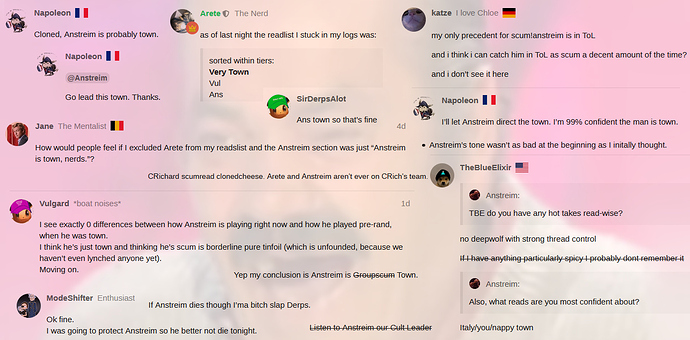 Napoleon
Cloned, Anstreim is probably town.
Napoleon
@Anstreim
Go lead this town. Thanks.
Arete The Nerd
as of last night the readlist I stuck in my logs was:
sorted within tiers:
Very Town
Vul
Ans
SirDerpsAlot
Ans town so that's fine
katze I love Chloe
my only precedent for scum!anstreim is in ToL
and i think i can catch him in ToL as scum a decent amount of the time?
and i don't see it here
Napoleon
I'll let Anstreim direct the town. I'm 99% confident the man is town.
• Anstreim's tone wasn't as bad at the beginning as I initally thought.
Jane The Mentalist
4d
How would people feel if I excluded Arete from my readslist and the Anstreim section was just "Anstreim
is town, nerds."?
CRichard scumread clonedcheese. Arete and Anstreim aren't ever on CRich's team.
Vulgard *boat noises*
1d
I see exactly 0 differences between how Anstreim is playing right now and how he played pre-rand,
when he was town.
I think he's just town and thinking he's scum is borderline pure tinfoil (which is unfounded, because we
haven't even lynched anyone yet).
Moving on.
Yep my conclusion is Anstreim is Groupscum Town.
ModeShifter Enthusiast
Ok fine.
I was going to protect Anstreim so he better not die tonight.
If Anstreim dies though I'ma bitch slap Derps.
Listen to Anstreim our Cult Leader
TheBlueElixir
Anstreim:
TBE do you have any hot takes read-wise?
no deepwolf with strong thread control
If I have anything particularly spicy I probably dont remember it
Anstreim:
Also, what reads are you most confident about?
Italy/you/nappy town